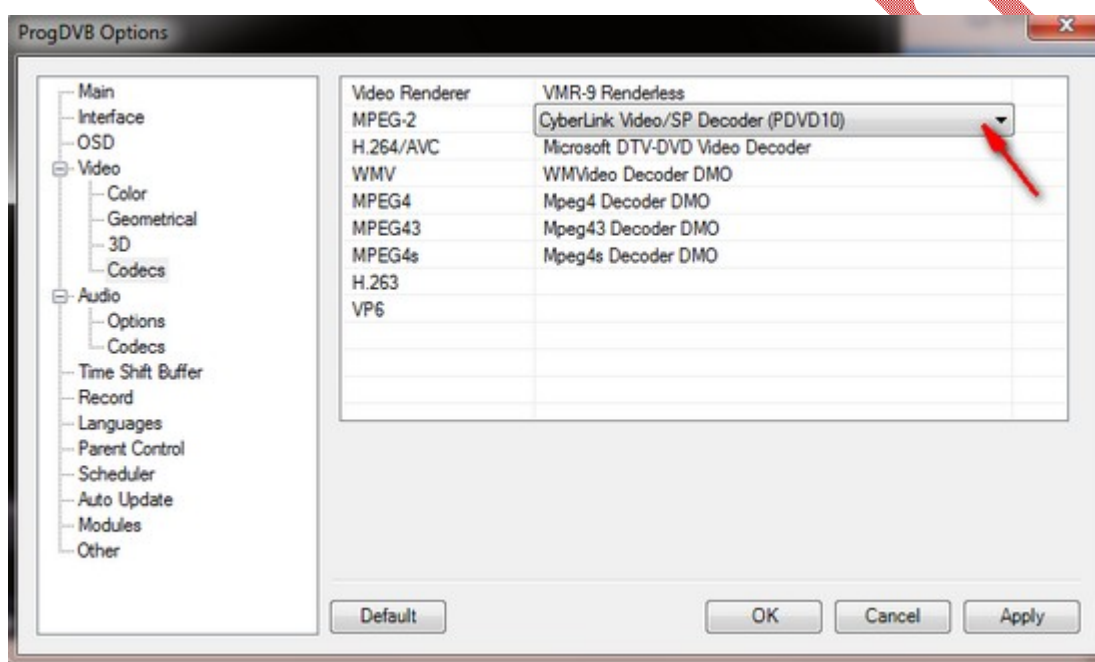 ProgDVB Options
Main
Interface
OSD
Video
Color
Geometrical
3D
Codecs
Audio
Options
Codecs
Time Shift Buffer
Record
Languages
Parent Control
Scheduler
Auto Update
Modules
Other
Video Renderer VMR-9 Renderless
MPEG-2 CyberLink Video/SP Decoder (PDVD10)
H.264/AVC Microsoft DTV-DVD Video Decoder
WMV WMVideo Decoder DMO
MPEG4 Mpeg4 Decoder DMO
MPEG43 Mpeg43 Decoder DMO
MPEG4s Mpeg4s Decoder DMO
H.263
VP6
Default OK Cancel Apply